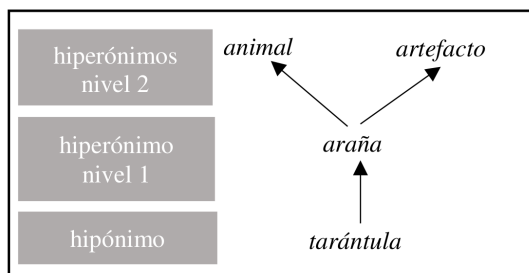 hiperónimos
nivel 2
animal
artefacto
hiperónimo
nivel 1
araña
hipónimo
tarántula